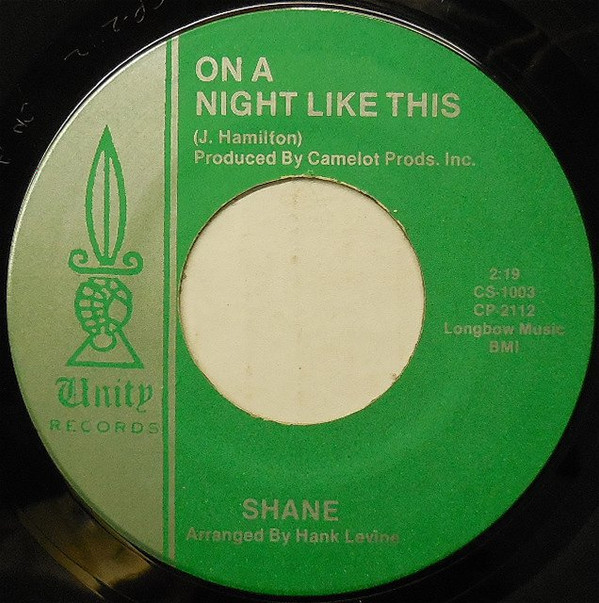 ON A
NIGHT LIKE THIS
(J. Hamilfon)
Produced By Camelot Prods. Inc.
2:19
CS-1003
CP-2112
Longbow Music
BMI
Unity
RECORDS
SHANE
Arranged By Hank Levine